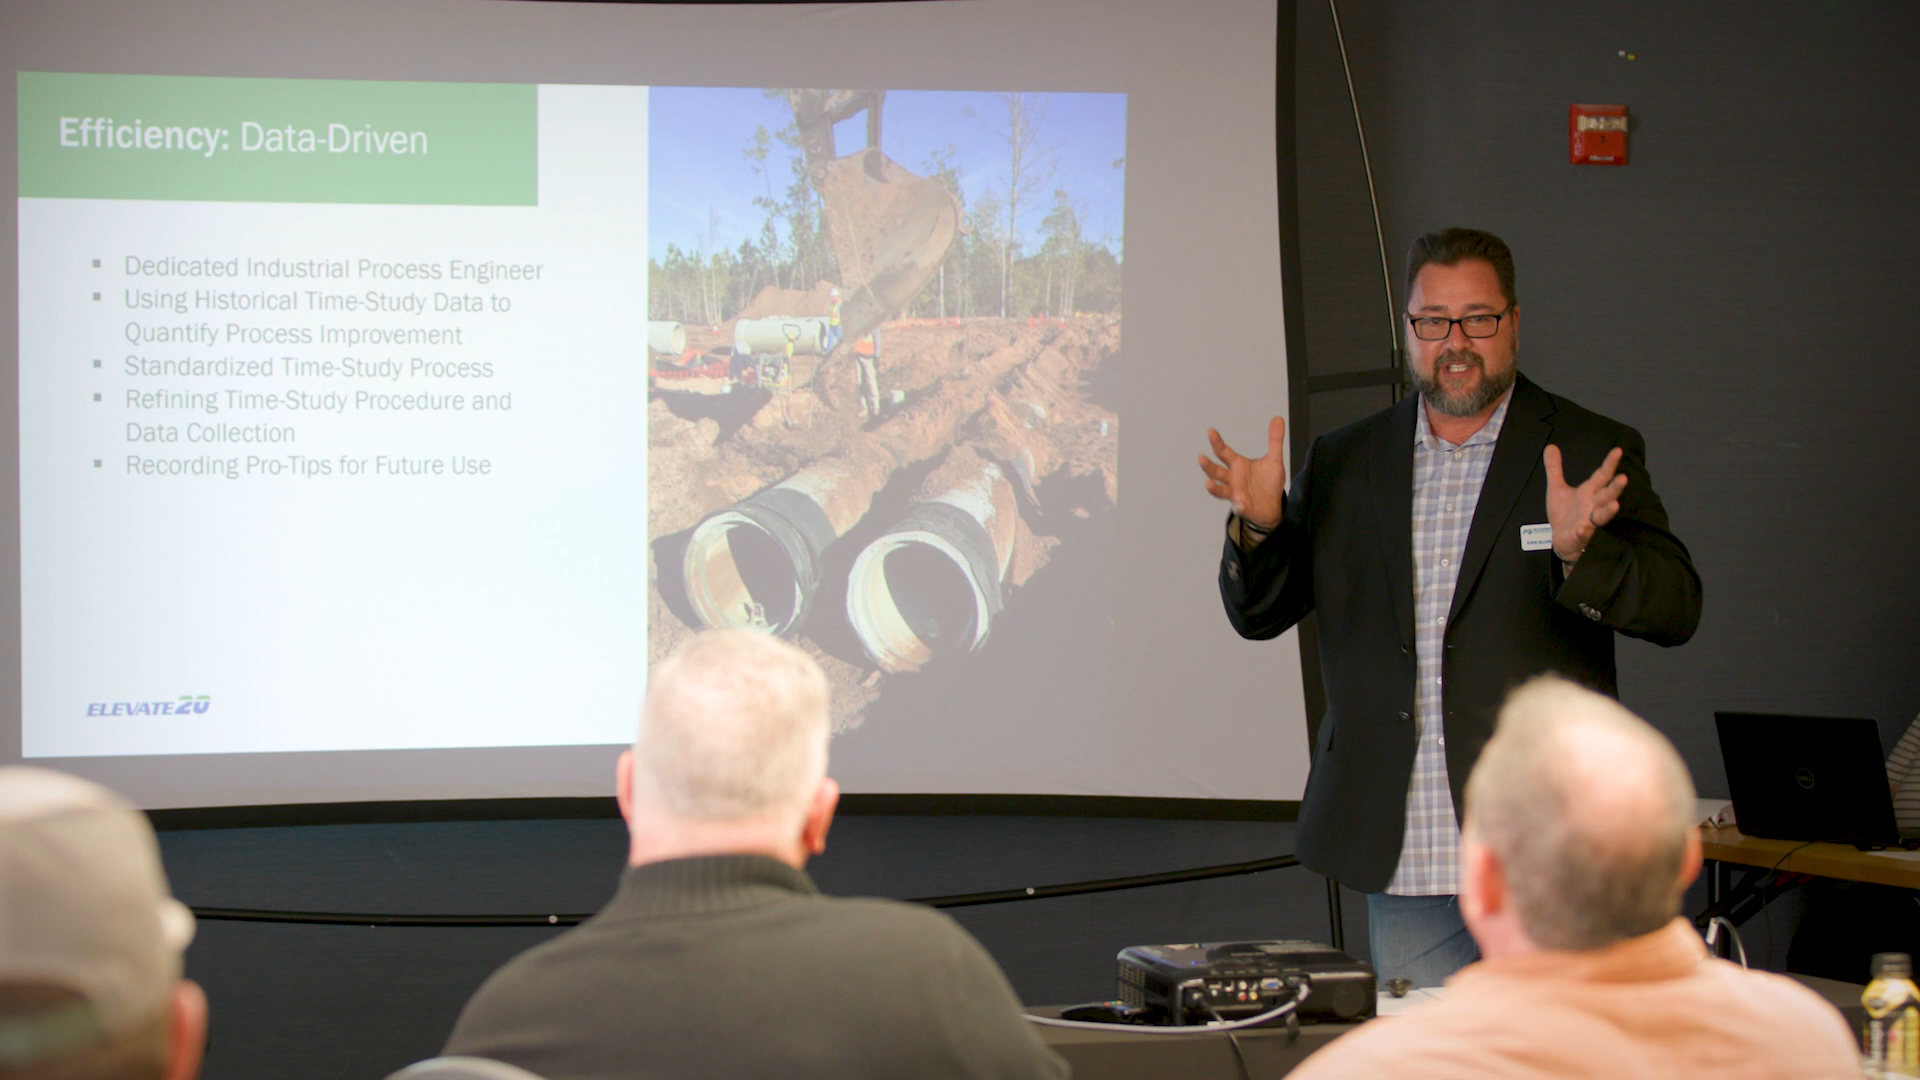 Efficiency: Data-Driven
▪ Dedicated Industrial Process Engineer
▪ Using Historical Time-Study Data to
Quantify Process Improvement
▪ Standardized Time-Study Process
▪ Refining Time-Study Procedure and
Data Collection
▪ Recording Pro-Tips for Future Use
ELEVATE20
DELL